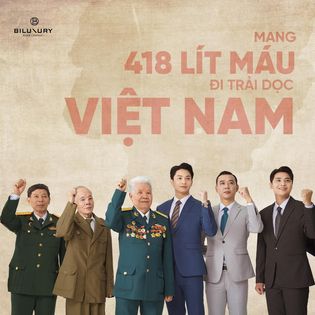 BILUXURY
MANG
418 LÍT MÁU
ĐI TRẢI DỌC
VIỆT NAM